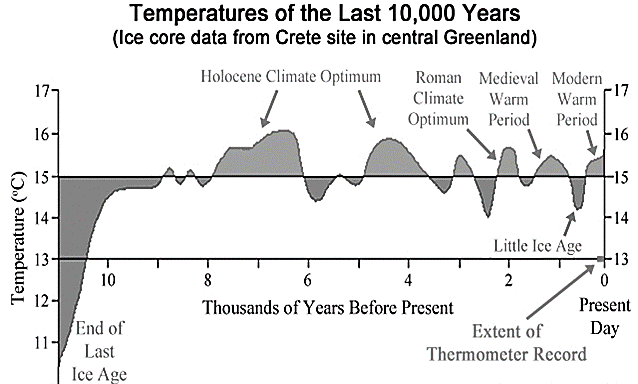 Temperatures of the Last 10,000 Years
(Ice core data from Crete site in central Greenland)
Holocene Climate Optimum
Roman
Climate
Optimum
Medieval
Warm
Period
Modern
Warm
Period
17
16
15
14
13
12
11
17
16
15
14
13
Temperature (°C)
Little Ice Age
10
8
6
4
2
0
Thousands of Years Before Present
Present
Day
End of
Last
Ice Age
Extent of
Thermometer Record